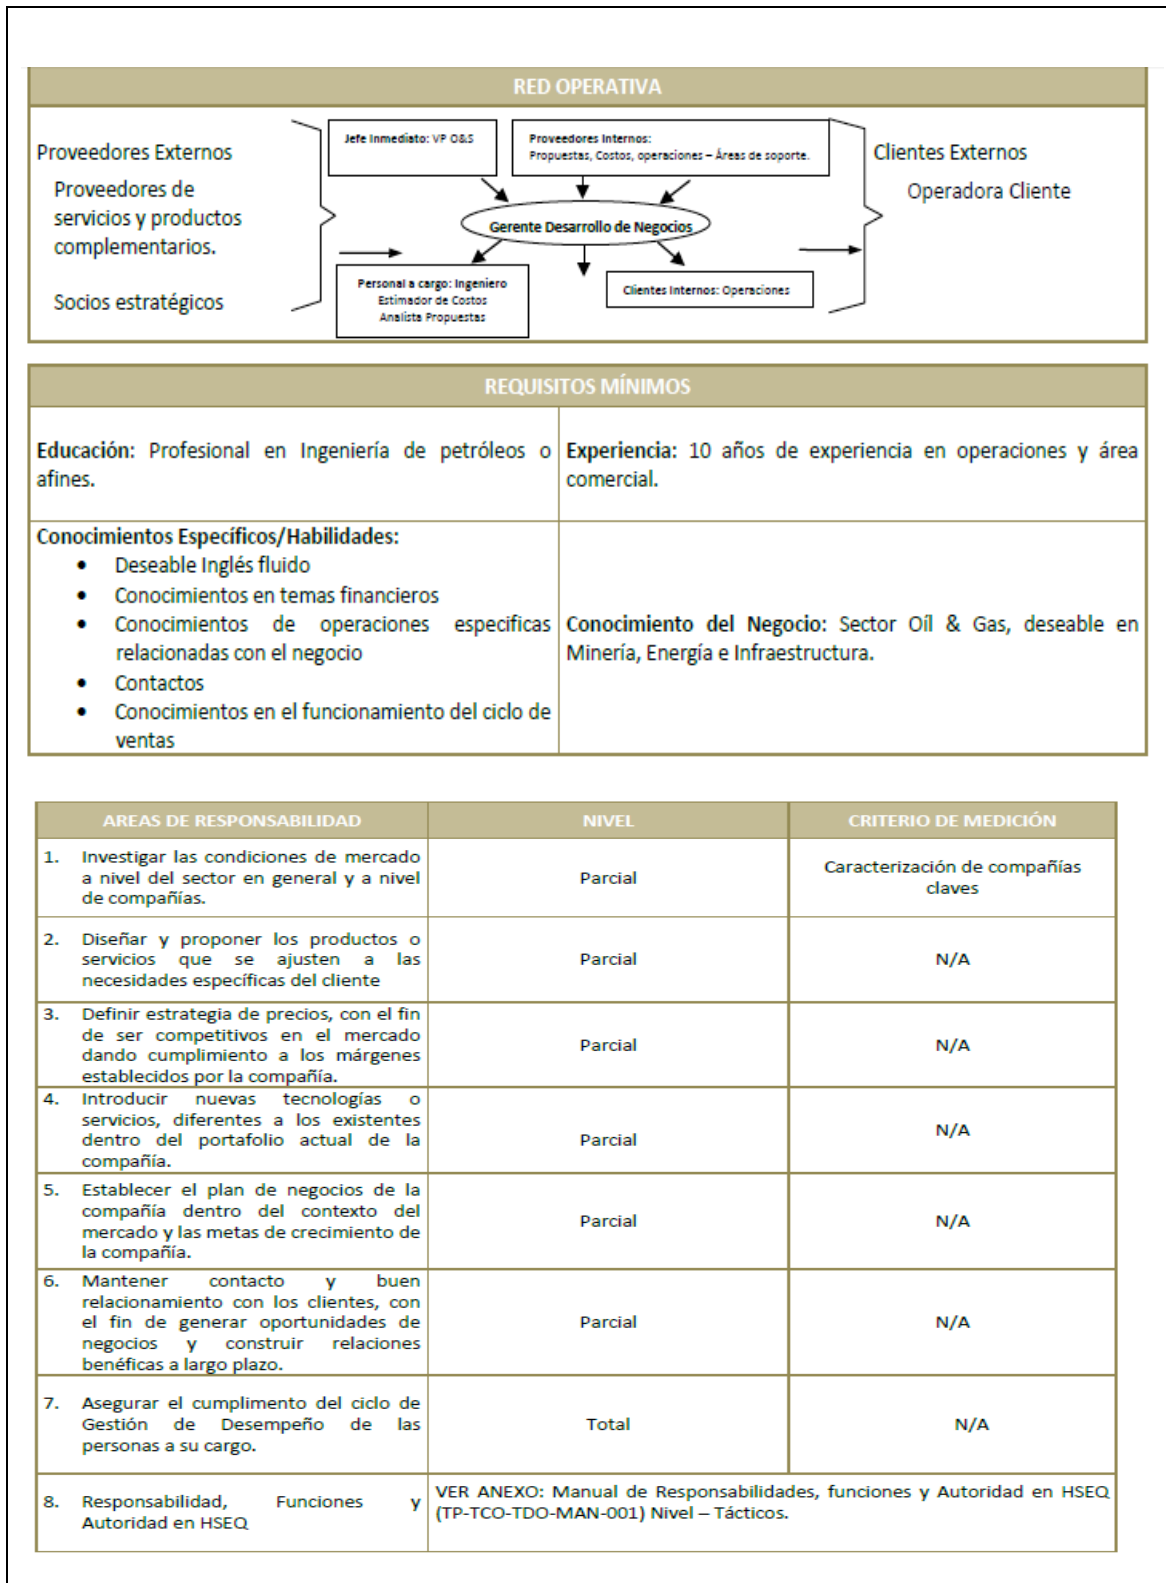 RED OPERATIVA
Proveedores Externos
Proveedores de
servicios y productos
complementarios.
Socios estratégicos
Jefe Inmediato: VP O&S
Proveedores Internos:
Propuestas, Costos, operaciones – Áreas de soporte.
Gerente Desarrollo de Negocios
Personal a cargo: Ingeniero
Estimador de Costos
Analista Propuestas
Clientes Internos: Operaciones
Clientes Externos
Operadora Cliente
REQUISITOS MÍNIMOS
Educación: Profesional en Ingeniería de petróleos o
afines.
Experiencia: 10 años de experiencia en operaciones y área
comercial.
Conocimientos Específicos/Habilidades:
• Deseable Inglés fluido
• Conocimientos en temas financieros
• Conocimientos de operaciones especificas
relacionadas con el negocio
• Contactos
• Conocimientos en el funcionamiento del ciclo de
ventas
Conocimiento del Negocio: Sector Oíl & Gas, deseable en
Minería, Energía e Infraestructura.
AREAS DE RESPONSABILIDAD
NIVEL
CRITERIO DE MEDICIÓN
1. Investigar las condiciones de mercado
a nivel del sector en general y a nivel
de compañías.
Parcial
Caracterización de compañías
claves
2. Diseñar y proponer los productos o
servicios que se ajusten a las
necesidades específicas del cliente
Parcial
N/A
3. Definir estrategia de precios, con el fin
de ser competitivos en el mercado
dando cumplimiento a los márgenes
establecidos por la compañía.
Parcial
N/A
4. Introducir nuevas tecnologías o
servicios, diferentes a los existentes
dentro del portafolio actual de la
compañía.
Parcial
N/A
5. Establecer el plan de negocios de la
compañía dentro del contexto del
mercado y las metas de crecimiento de
la compañía.
Parcial
N/A
6. Mantener contacto y buen
relacionamiento con los clientes, con
el fin de generar oportunidades de
negocios y construir relaciones
benéficas a largo plazo.
Parcial
N/A
7. Asegurar el cumplimento del ciclo de
Gestión de Desempeño de las
personas a su cargo.
Total
N/A
8. Responsabilidad, Funciones y
Autoridad en HSEQ
VER ANEXO: Manual de Responsabilidades, funciones y Autoridad en HSEQ
(TP-TCO-TDO-MAN-001) Nivel – Tácticos.